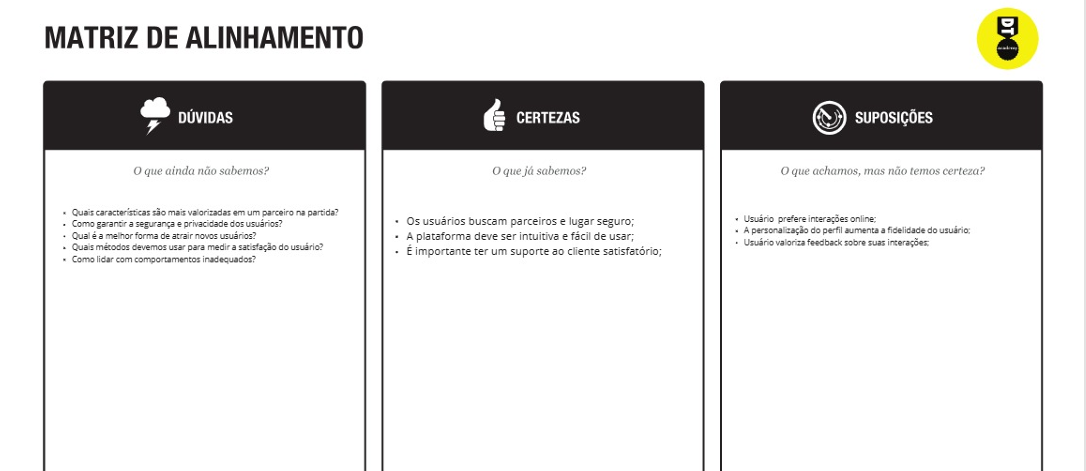 MATRIZ DE ALINHAMENTO
DT
academy
DÚVIDAS
O que ainda não sabemos?
Quais características são mais valorizadas em um parceiro na partida?
Como garantir a segurança e privacidade dos usuários?
Qual é a melhor forma de atrair novos usuários?
Quais métodos devemos usar para medir a satisfação do usuário?
Como lidar com comportamentos inadequados?
CERTEZAS
O que já sabemos?
Os usuários buscam parceiros e lugar seguro;
A plataforma deve ser intuitiva e fácil de usar;
É importante ter um suporte ao cliente satisfatório;
SUPOSIÇÕES
O que achamos, mas não temos certeza?
Usuário prefere interações online;
A personalização do perfil aumenta a fidelidade do usuário;
Usuário valoriza feedback sobre suas interações;